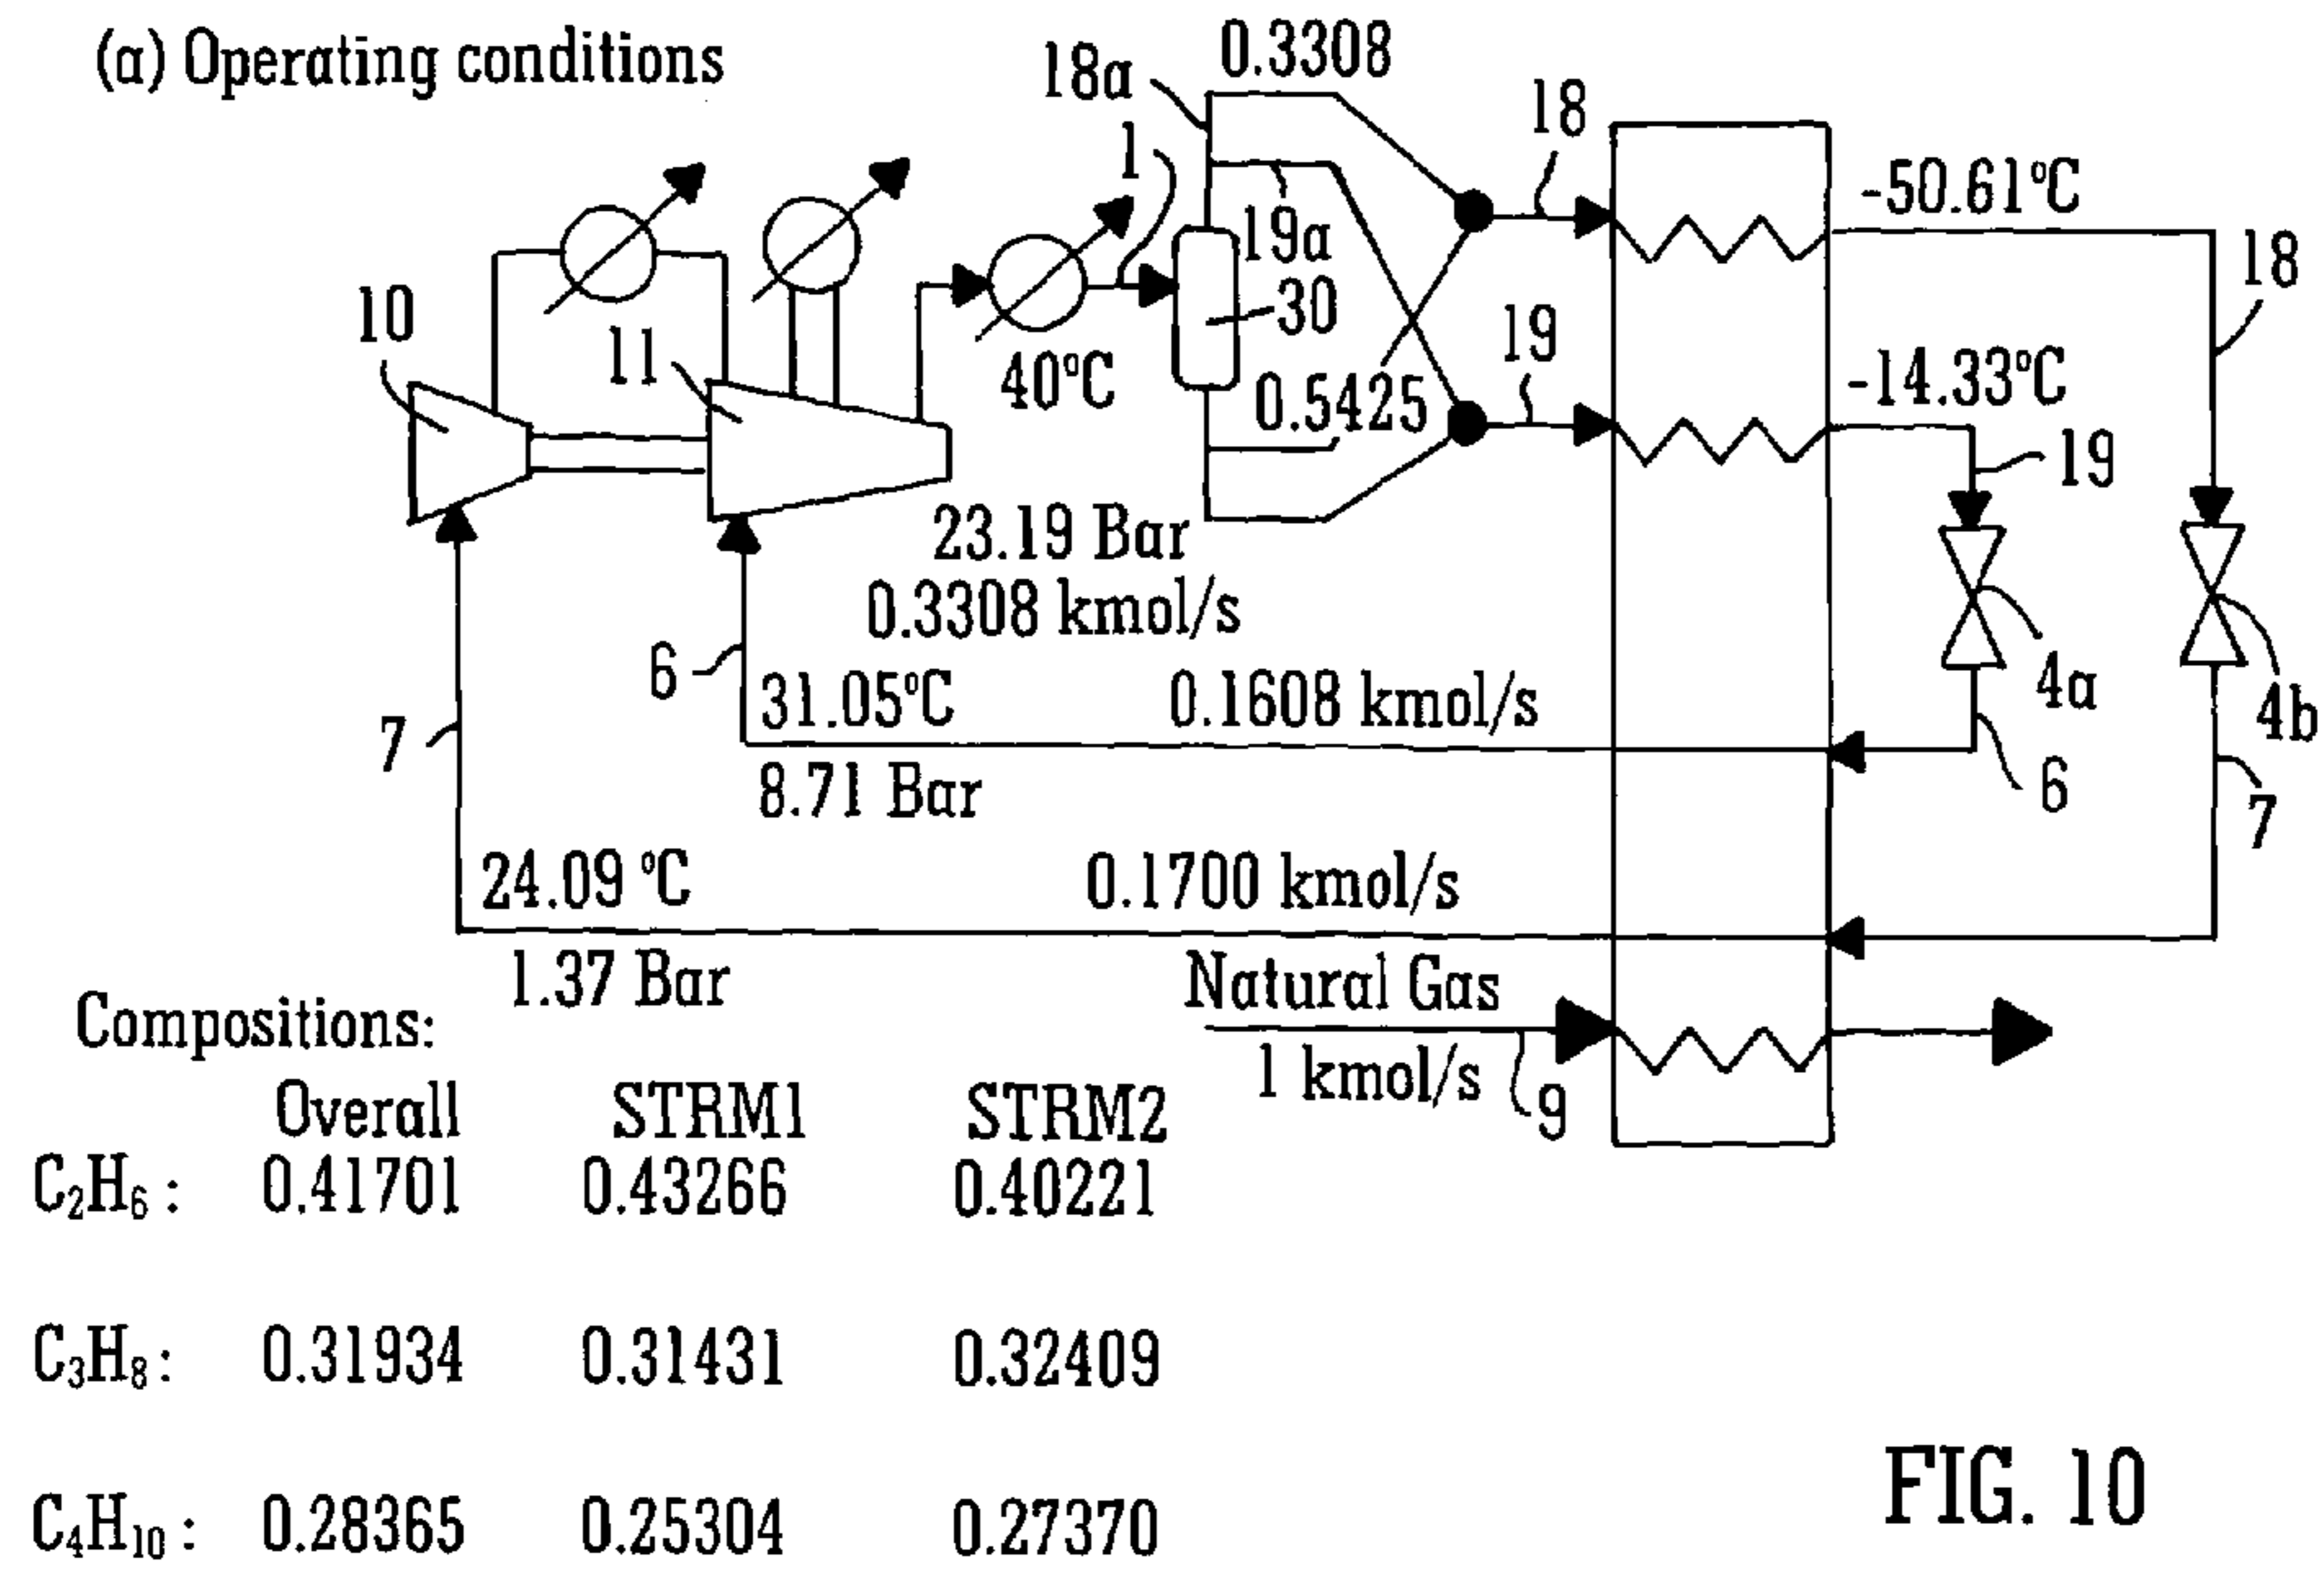 (a) Operating conditions
18a
0.3308
1
18
-50.61°C
19a
18
10
11
30
19
-14.33°C
40°C
0.5425
19
23.19 Bar
0.3308 kmol/s
6
31.05°C
0.1608 kmol/s
4a
4b
7
8.71 Bar
6
7
24.09 °C
0.1700 kmol/s
1.37 Bar
Natural Gas
1 kmol/s
9
Compositions:
Overall STRM1 STRM2
C₂H₆ : 0.41701 0.43266 0.40221
C₃H₈ : 0.31934 0.31431 0.32409
C₄H₁₀ : 0.28365 0.25304 0.27370
FIG. 10